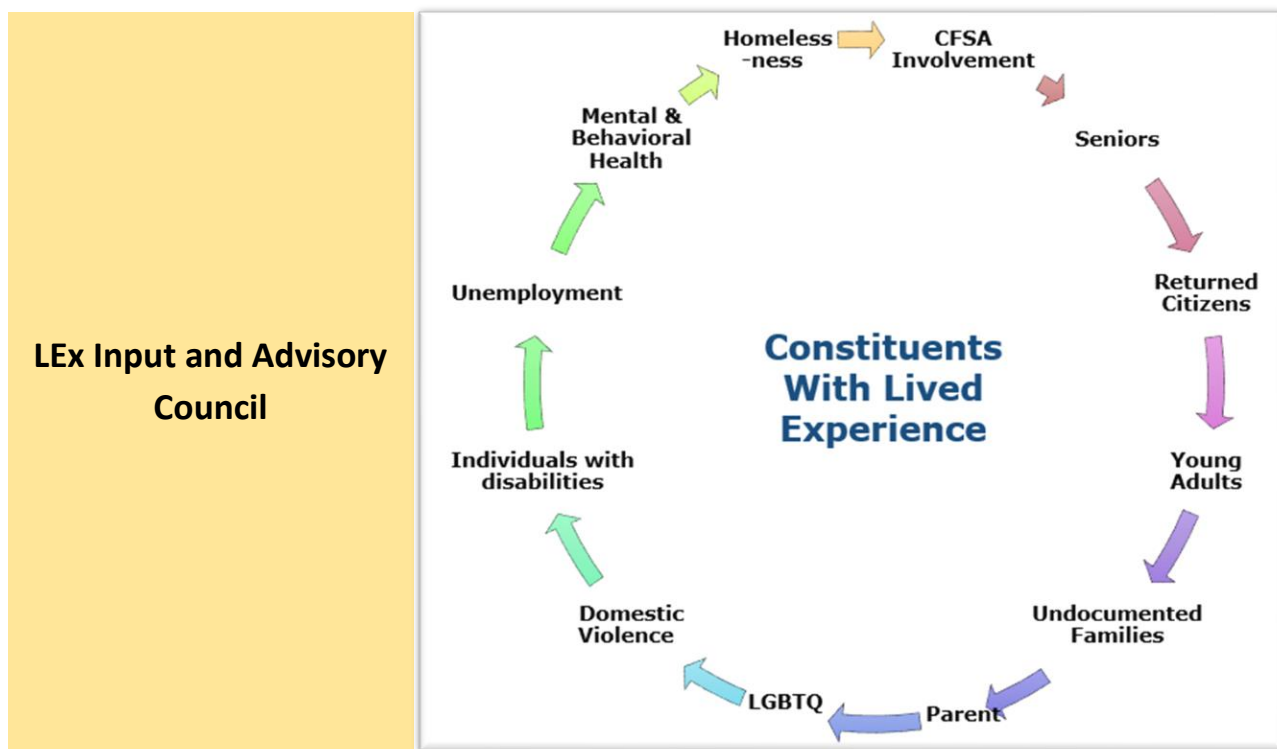 LEx Input and Advisory
Council
Homeless
-ness
CFSA
Involvement
Seniors
Returned
Citizens
Young
Adults
Undocumented
Families
Parent
LGBTQ
Domestic
Violence
Individuals with
disabilities
Unemployment
Mental &
Behavioral
Health
Constituents
With Lived
Experience